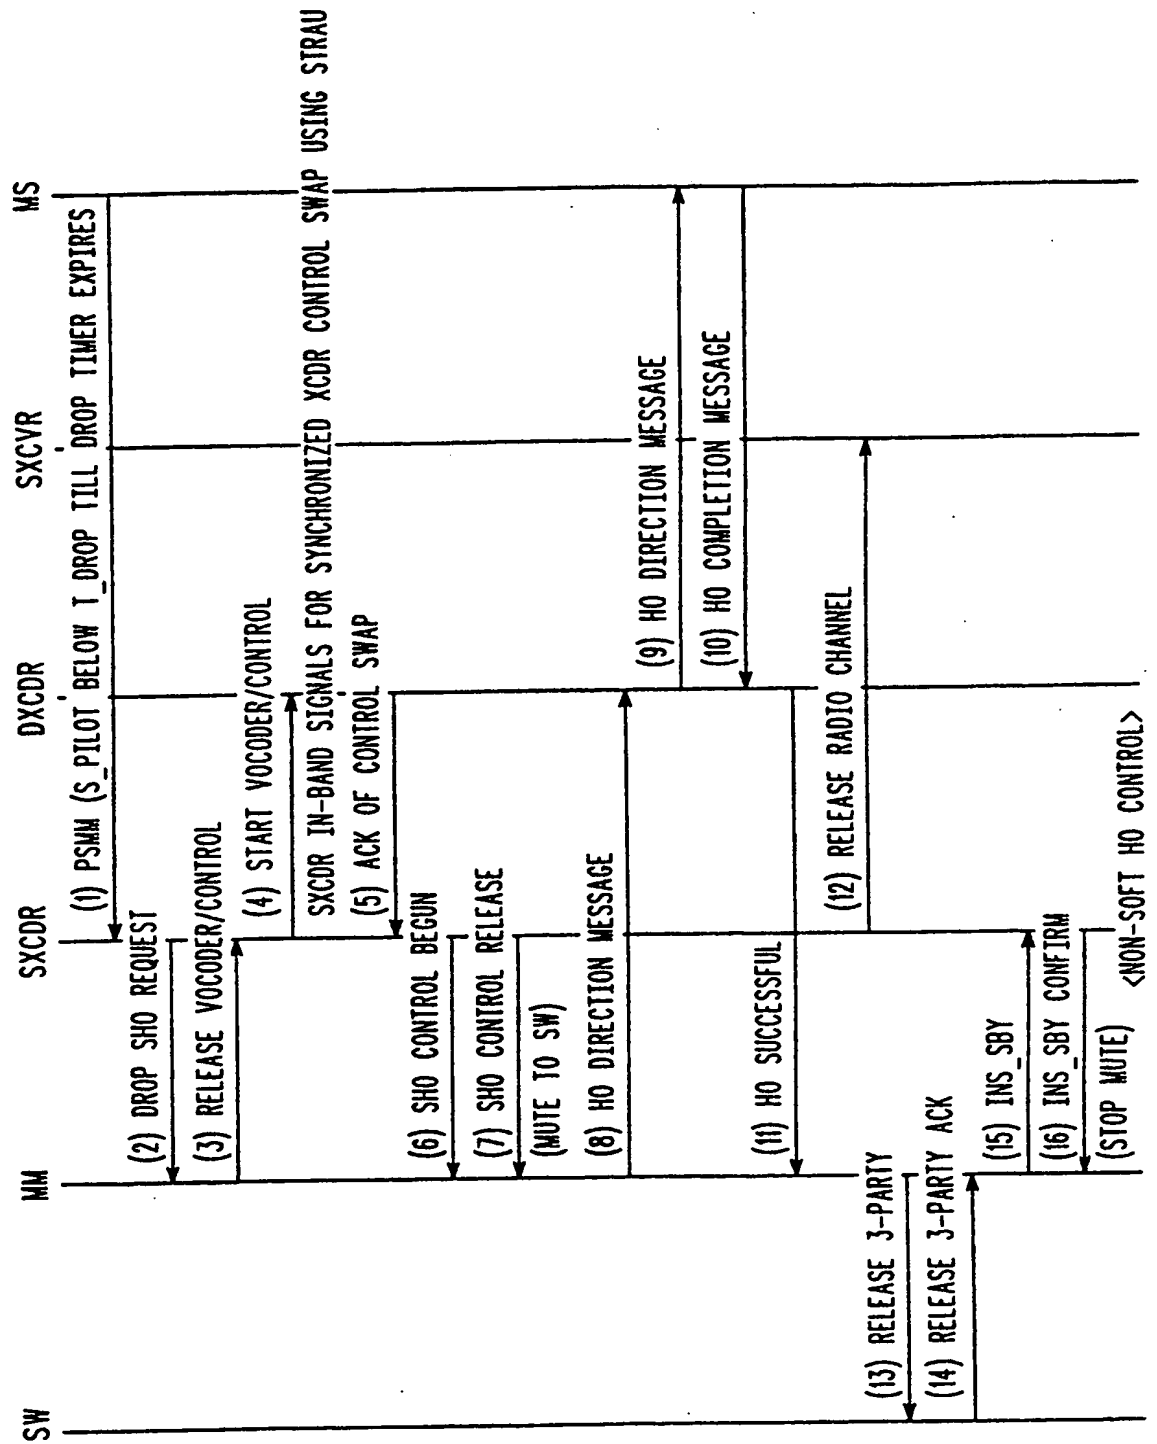 SW
MM
SXCDR
DXCDR
SXCVR
MS
(1) PSMM (S_PILOT BELOW T_DROP TILL DROP TIMER EXPIRES
(2) DROP SHO REQUEST
(3) RELEASE VOCODER/CONTROL
(4) START VOCODER/CONTROL
SXCDR IN-BAND SIGNALS FOR SYNCHRONIZED XCDR CONTROL SWAP USING STRAU
(5) ACK OF CONTROL SWAP
(6) SHO CONTROL BEGUN
(7) SHO CONTROL RELEASE
(MUTE TO SW)
(8) HO DIRECTION MESSAGE
(9) HO DIRECTION MESSAGE
(10) HO COMPLETION MESSAGE
(11) HO SUCCESSFUL
(12) RELEASE RADIO CHANNEL
(13) RELEASE 3-PARTY
(14) RELEASE 3-PARTY ACK
(15) INS_SBY
(16) INS_SBY CONFIRM
(STOP MUTE)
<NON-SOFT HO CONTROL>